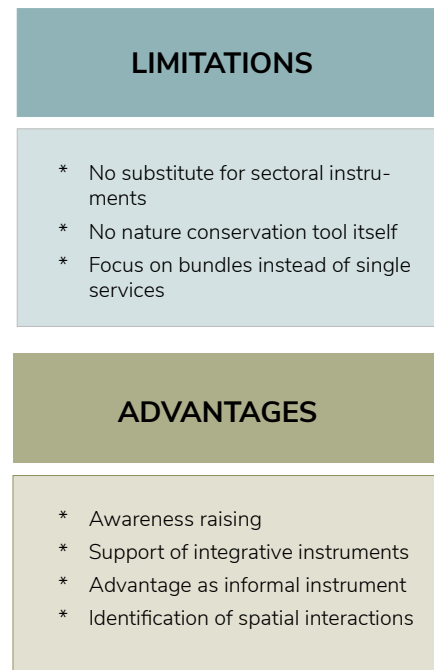 LIMITATIONS
* No substitute for sectoral instru-
ments
* No nature conservation tool itself
* Focus on bundles instead of single
services
ADVANTAGES
* Awareness raising
* Support of integrative instruments
* Advantage as informal instrument
* Identification of spatial interactions